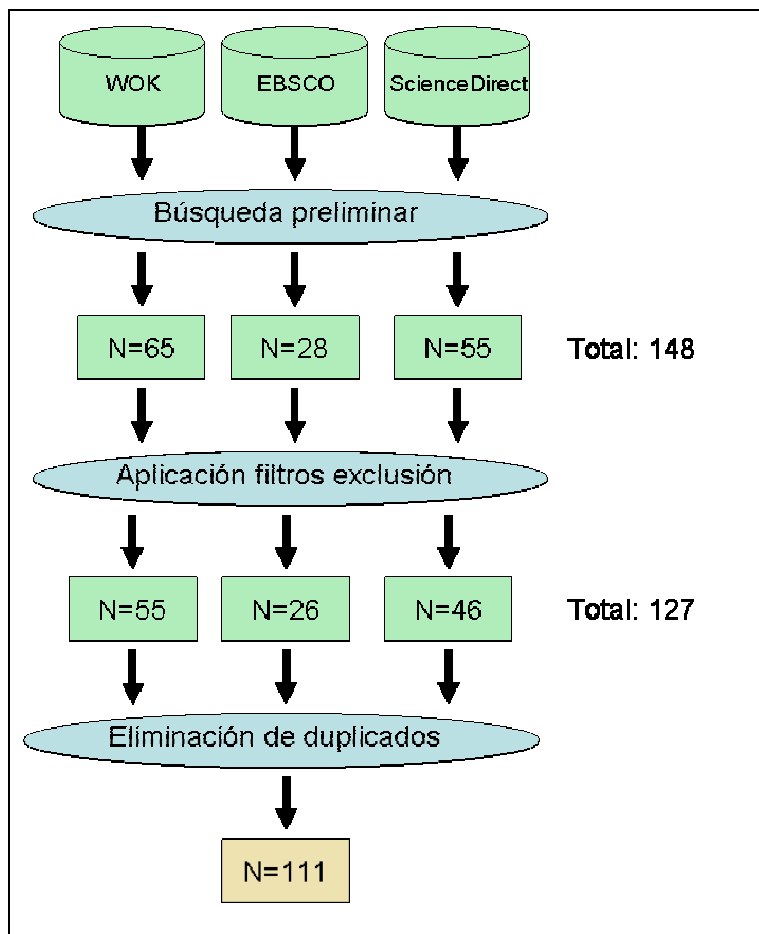 WOK
EBSCO
ScienceDirect
Búsqueda preliminar
N=65
N=28
N=55
Total: 148
Aplicación filtros exclusión
N=55
N=26
N=46
Total: 127
Eliminación de duplicados
N=111